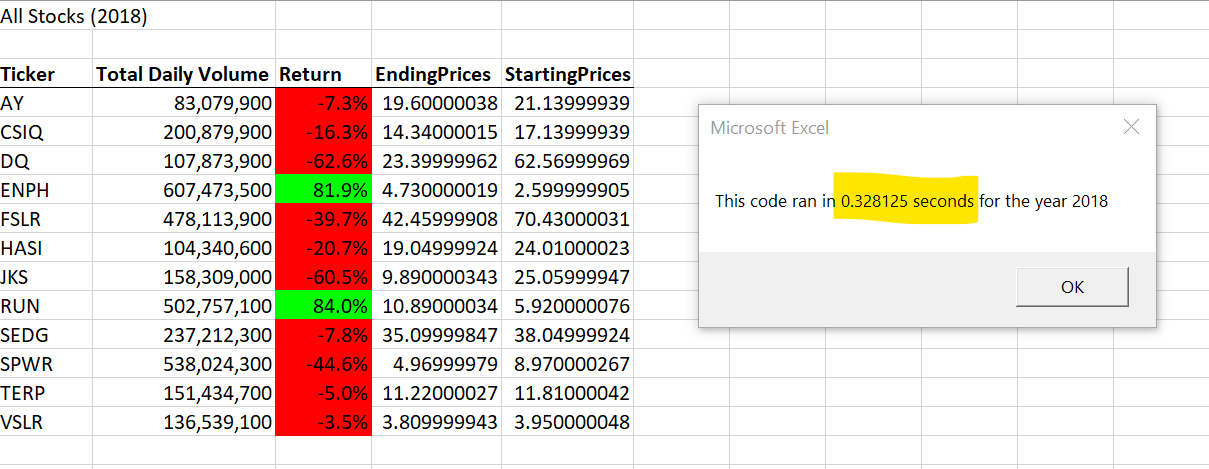 All Stocks (2018)
Ticker Total Daily Volume Return EndingPrices StartingPrices
AY 83,079,900 -7.3% 19.60000038 21.13999939
CSIQ 200,879,900 -16.3% 14.34000015 17.13999939
DQ 107,873,900 -62.6% 23.39999962 62.56999969
ENPH 607,473,500 81.9% 4.730000019 2.599999905
FSLR 478,113,900 -39.7% 42.45999908 70.43000031
HASI 104,340,600 -20.7% 19.04999924 24.01000023
JKS 158,309,000 -60.5% 9.890000343 25.05999947
RUN 502,757,100 84.0% 10.89000034 5.920000076
SEDG 237,212,300 -7.8% 35.09999847 38.04999924
SPWR 538,024,300 -44.6% 4.96999979 8.970000267
TERP 151,434,700 -5.0% 11.22000027 11.81000042
VSLR 136,539,100 -3.5% 3.809999943 3.950000048
Microsoft Excel
This code ran in 0.328125 seconds for the year 2018
OK